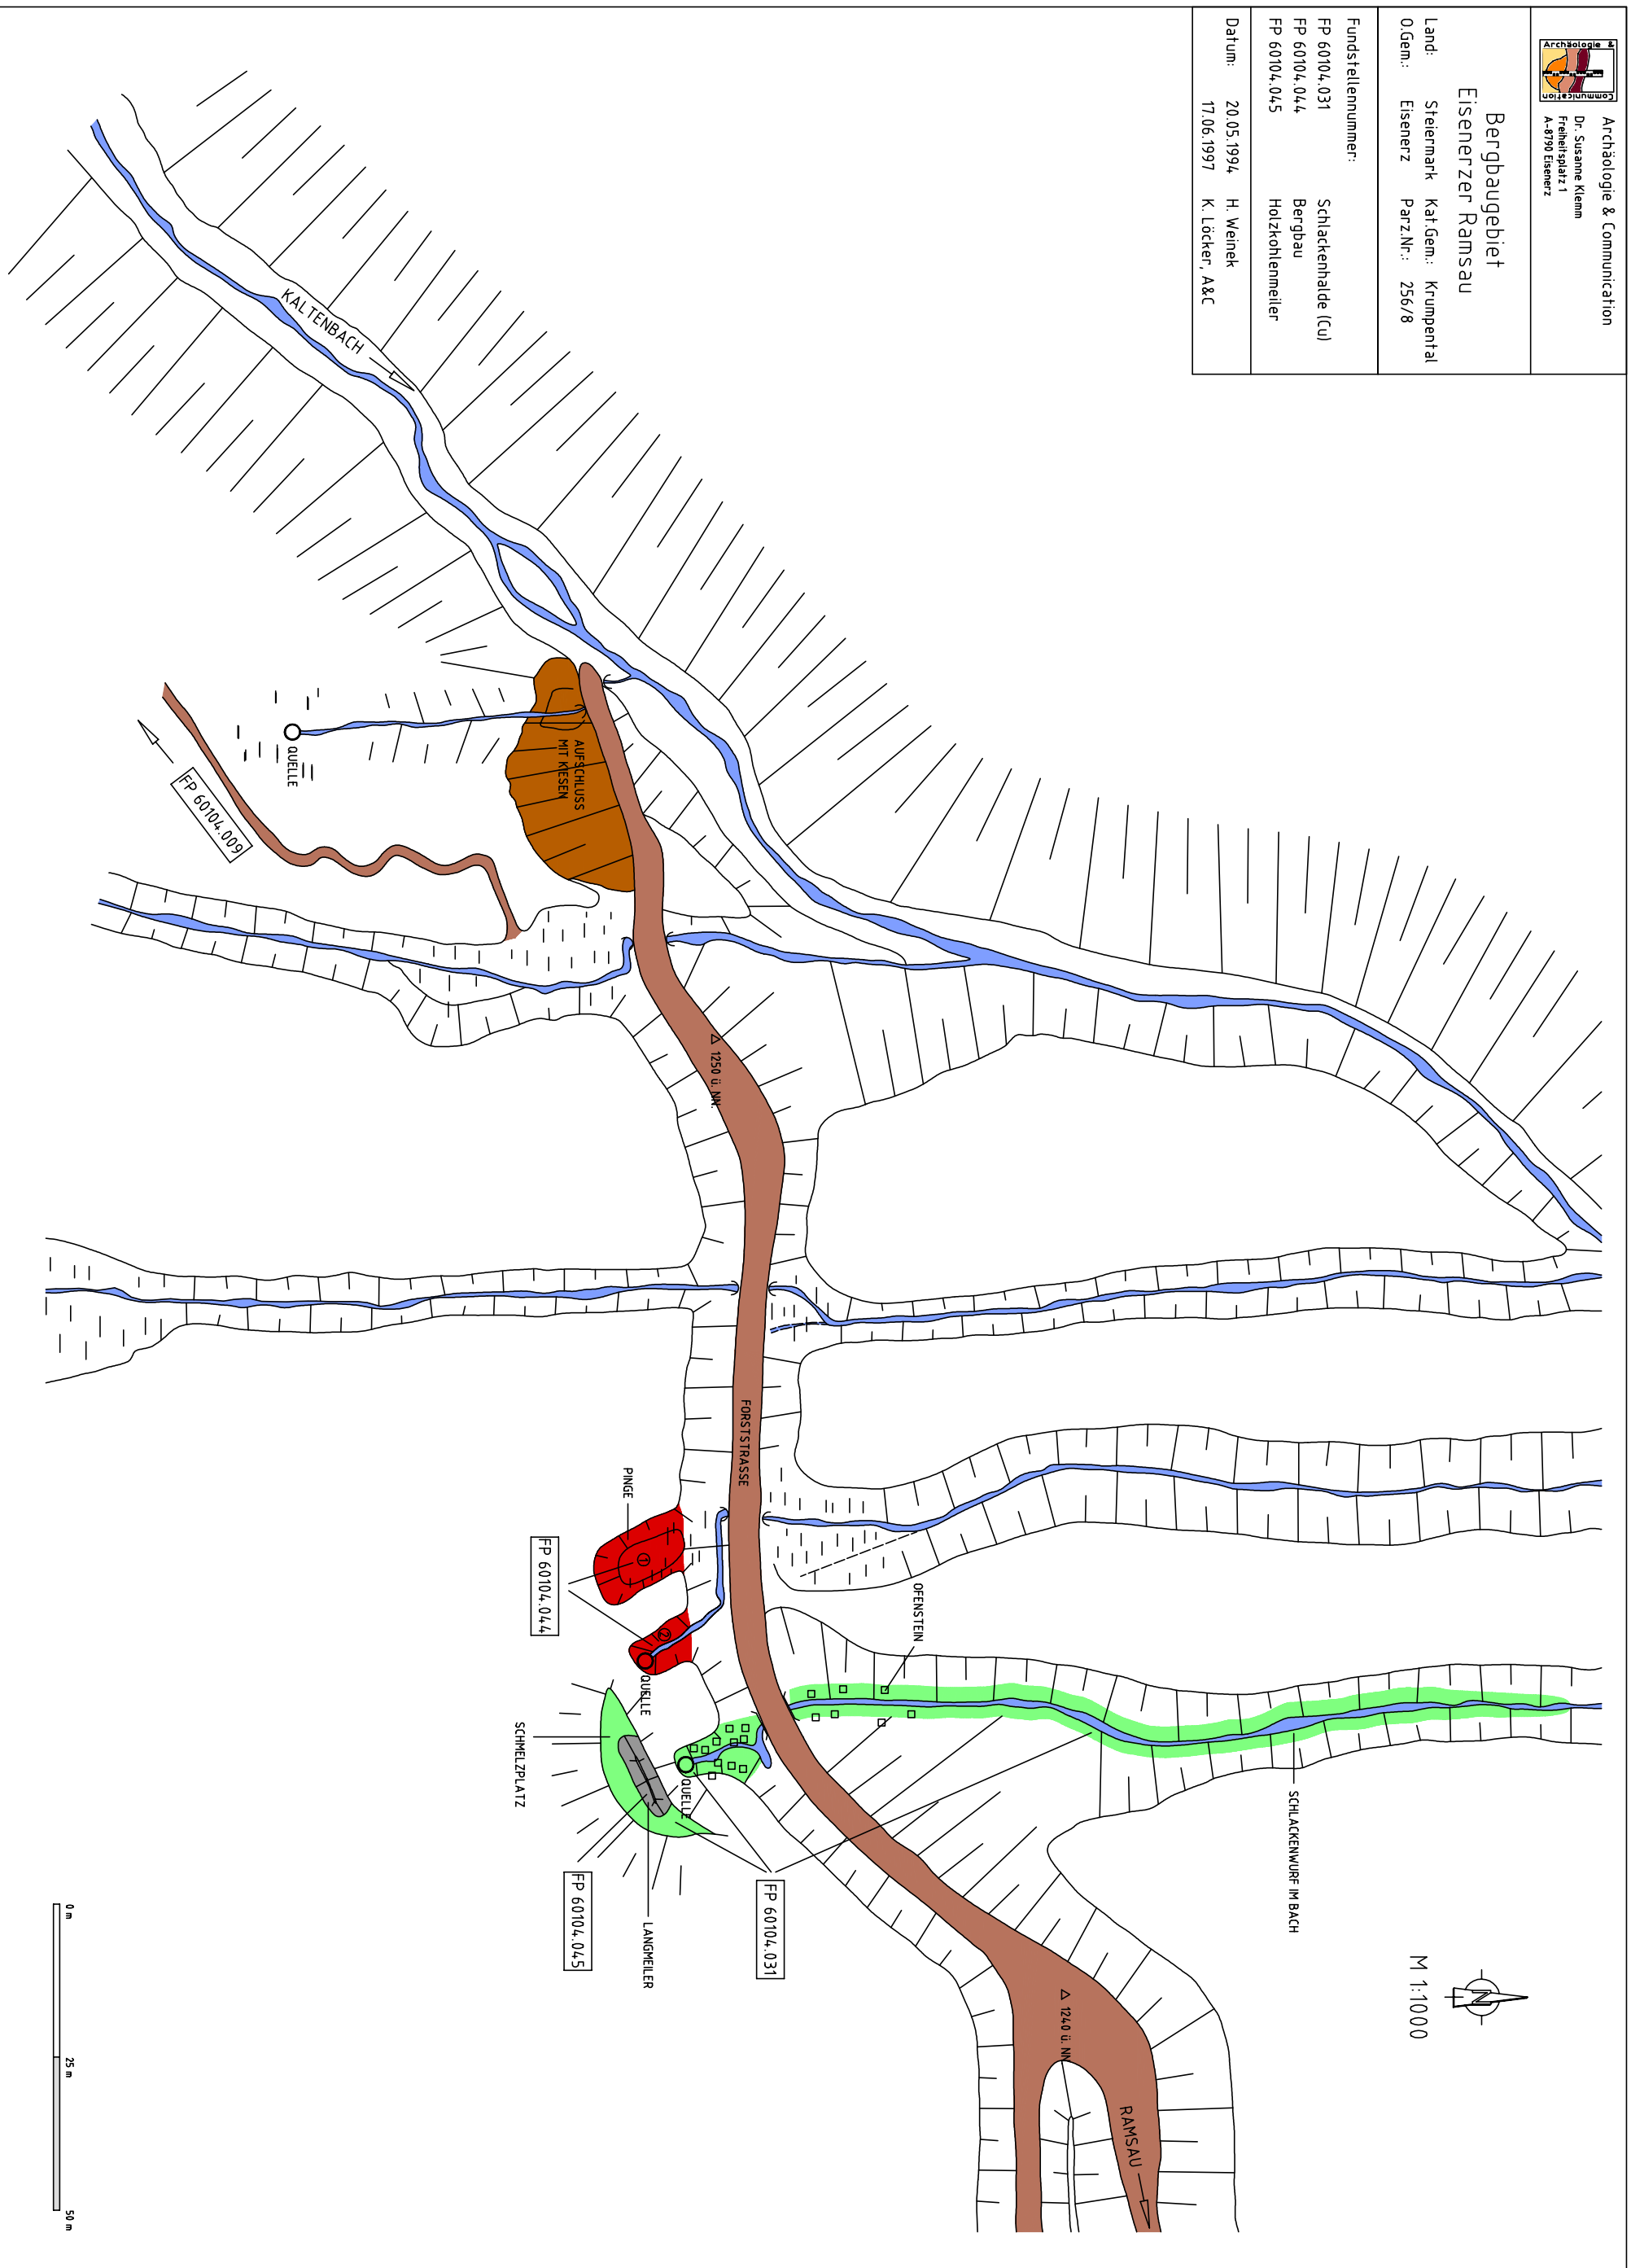 Archäologie &
Communication
Archäologie & Communication
Dr. Susanne Klemm
Freiheitsplatz 1
A-8790 Eisenerz
Bergbaugebiet
Eisenerzer Ramsau
Land: Steiermark Kat.Gem.: Krumpental
O.Gem.: Eisenerz Parz.Nr.: 256/8
Fundstellennummer:
FP 60104.031 Schlackenhalde (Cu)
FP 60104.044 Bergbau
FP 60104.045 Holzkohlenmeiler
Datum: 20.05.1994 H. Weinek
17.06.1997 K. Löcker, A&C
KALTENBACH
AUFSCHLUSS
MIT KIESEN
QUELLE
FP 60104.009
1250 ü. NN.
FORSTSTRASSE
PINGE
1
2
FP 60104.044
QUELLE
OFENSTEIN
SCHMELZPLATZ
QUELLE
SCHLACKENWURF IM BACH
FP 60104.031
FP 60104.045
LANGMEILER
M 1:1000
N
1240 ü. NN
RAMSAU
0 m
25 m
50 m